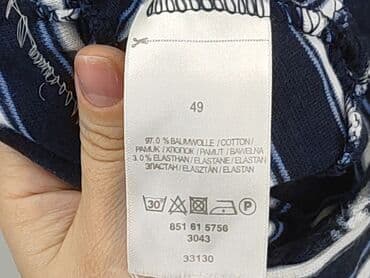 49
97.0 % BAUMWOLLE / COTTON /
PAMUK / ХЛОПОК / PAMUT / BAWEŁNA
3.0 % ELASTHAN / ELASTANE / ELASTAN /
ЭЛАСТАН / ELASZTÁN / ELASTAN
30
851 61 5756
3043
33130